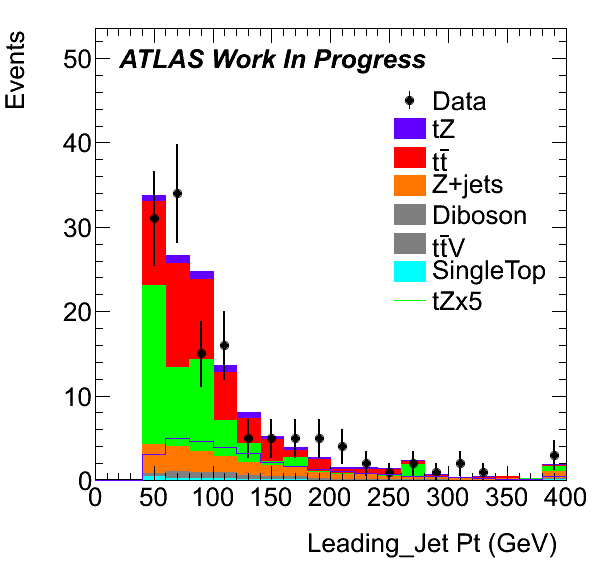 Events
ATLAS Work In Progress
50
40
30
20
10
0
Data
tZ
tt̄
Z+jets
Diboson
tt̄V
SingleTop
tZx5
0 50 100 150 200 250 300 350 400
Leading_Jet Pt (GeV)